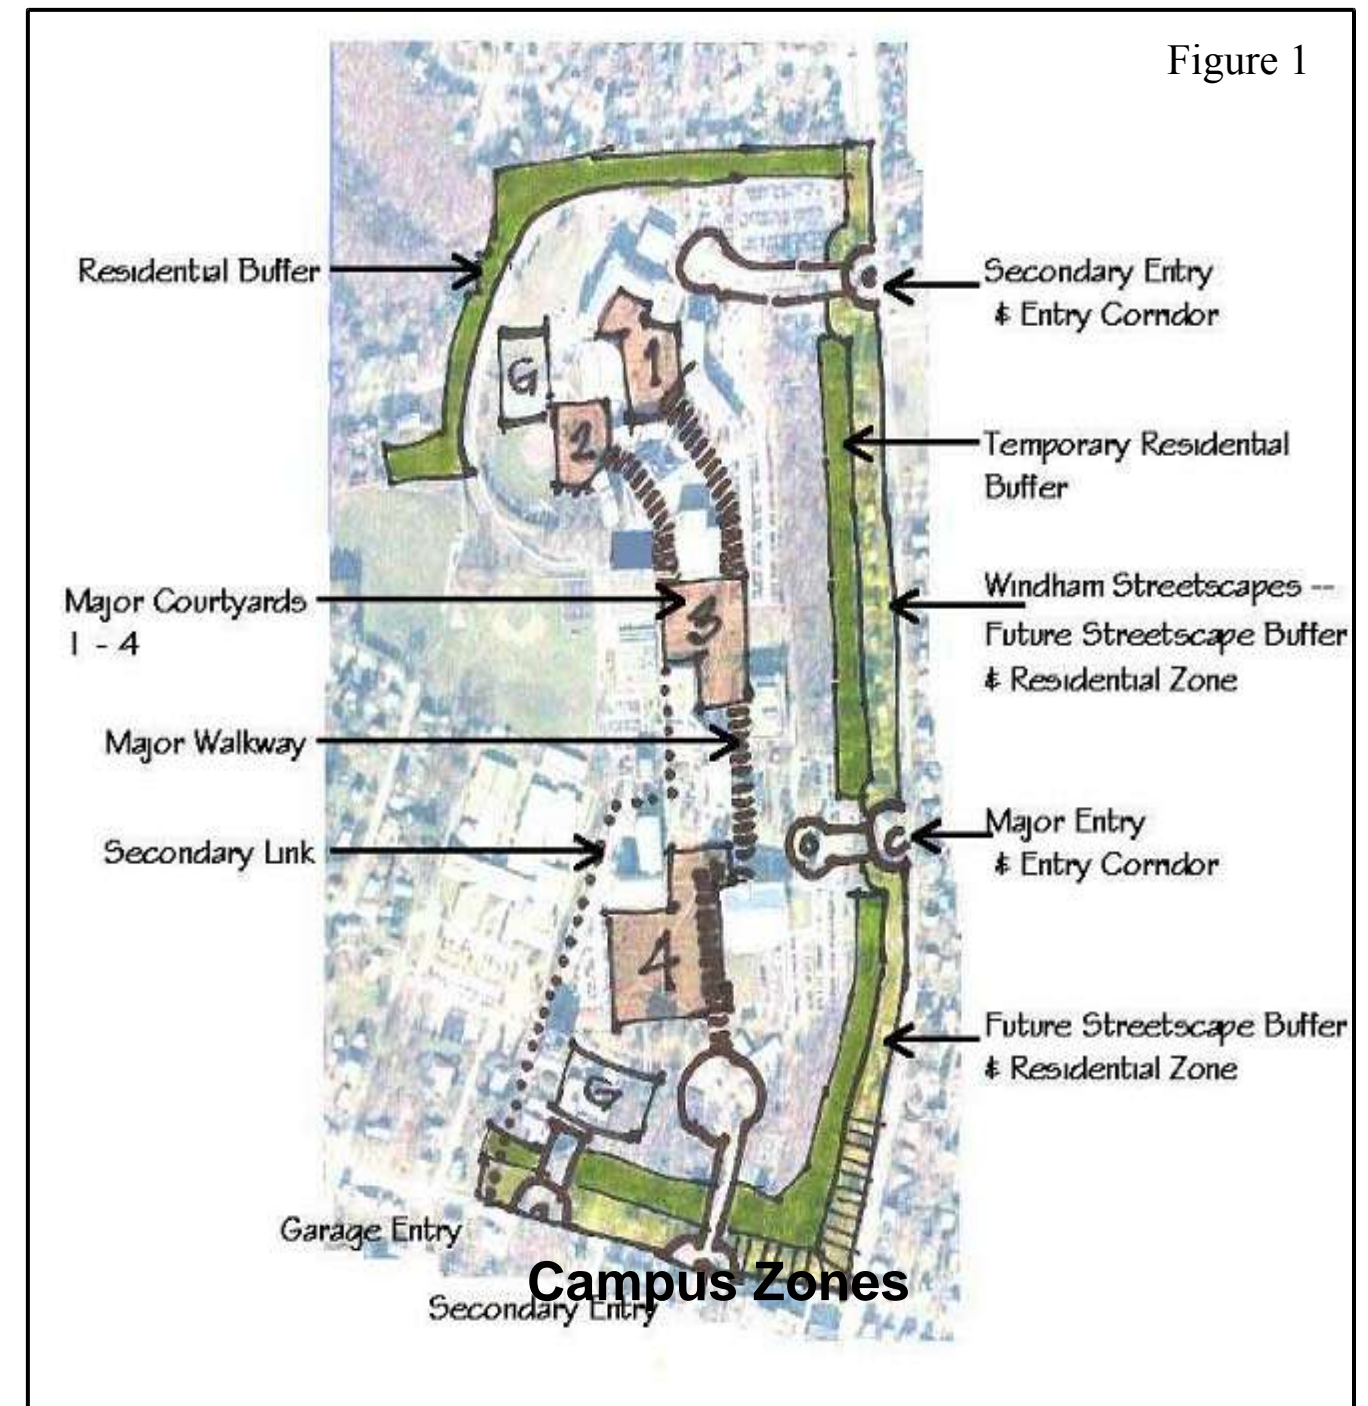 Figure 1
Residential Buffer
Secondary Entry
& Entry Corridor
1
G
2
Temporary Residential
Buffer
Major Courtyards
1 - 4
3
Windham Streetscapes --
Future Streetscape Buffer
& Residential Zone
Major Walkway
Major Entry
& Entry Corridor
Secondary Link
4
Future Streetscape Buffer
& Residential Zone
G
Garage Entry
Campus Zones
Secondary Entry